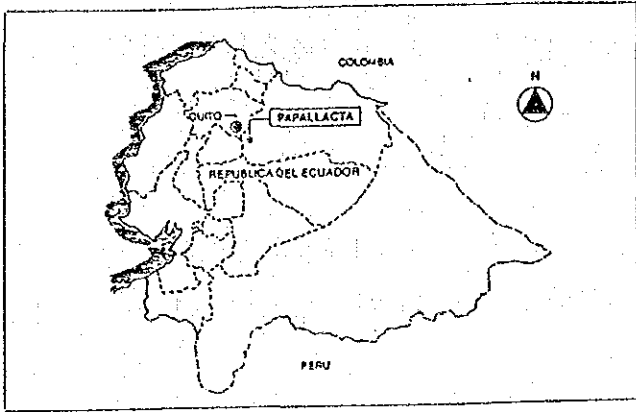 COLOMBIA
N
QUITO
PAPALLACTA
REPUBLICA DEL ECUADOR
PERU